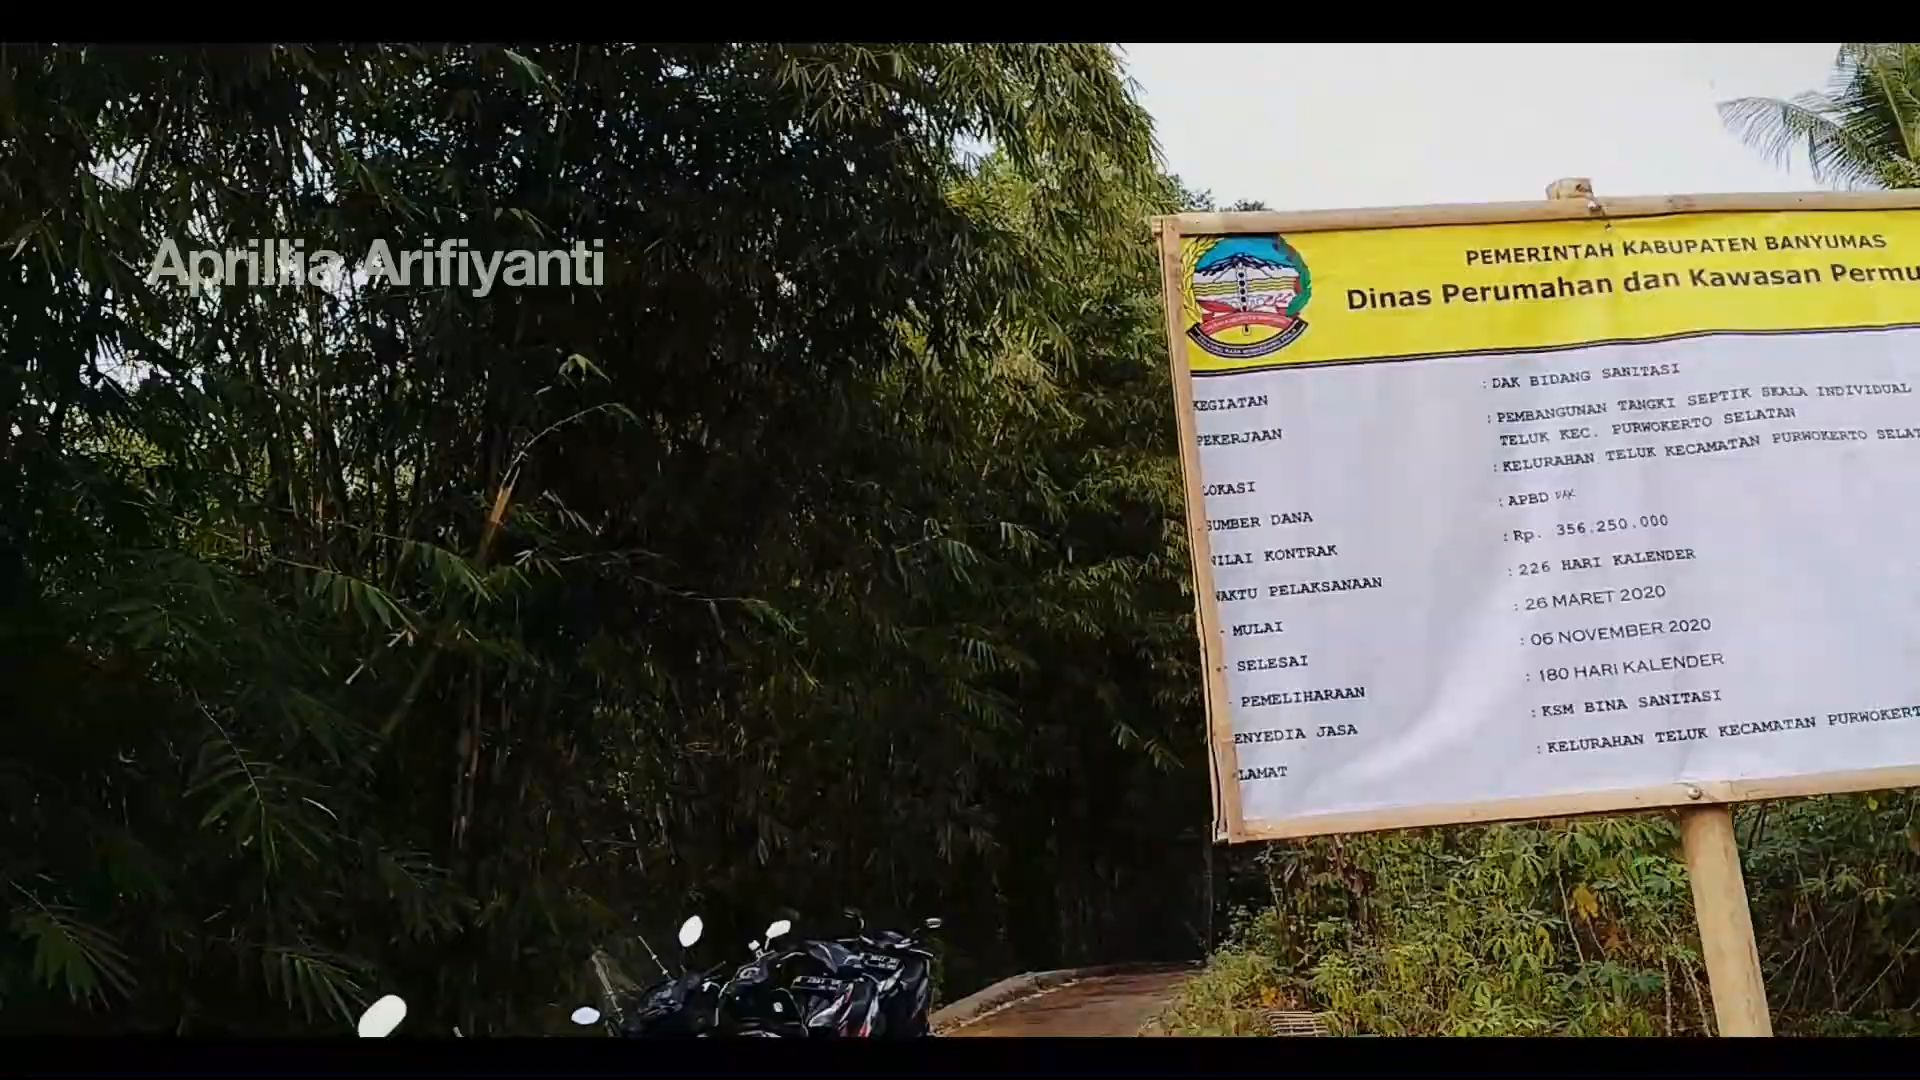 Aprillia Arifiyanti
PEMERINTAH KABUPATEN BANYUMAS
Dinas Perumahan dan Kawasan Permu
KEGIATAN : DAK BIDANG SANITASI
PEKERJAAN : PEMBANGUNAN TANGKI SEPTIK SKALA INDIVIDUAL
TELUK KEC. PURWOKERTO SELATAN
LOKASI : KELURAHAN TELUK KECAMATAN PURWOKERTO SELAT
SUMBER DANA : APBD
NILAI KONTRAK : Rp. 356.250.000
WAKTU PELAKSANAAN : 226 HARI KALENDER
- MULAI : 26 MARET 2020
- SELESAI : 06 NOVEMBER 2020
- PEMELIHARAAN : 180 HARI KALENDER
ENYEDIA JASA : KSM BINA SANITASI
LAMAT : KELURAHAN TELUK KECAMATAN PURWOKERT